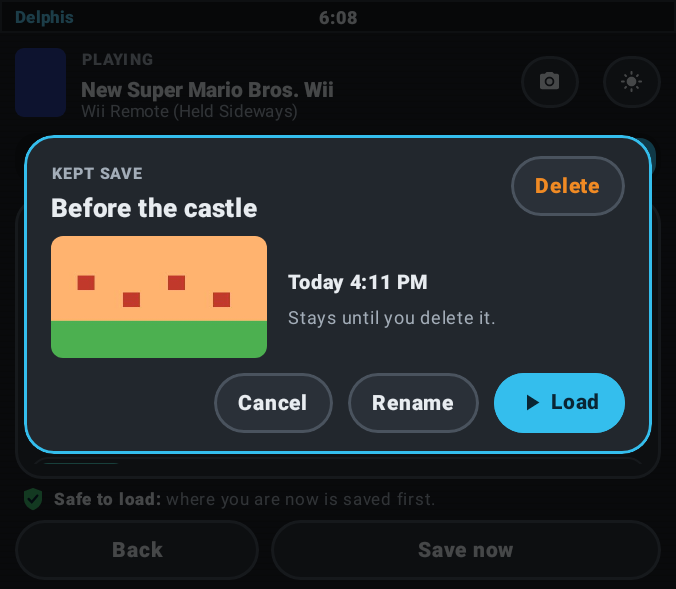 Delphis
6:08
PLAYING
New Super Mario Bros. Wii
Wii Remote (Held Sideways)
KEPT SAVE
Before the castle
Delete
Today 4:11 PM
Stays until you delete it.
Cancel
Rename
Load
Safe to load: where you are now is saved first.
Back
Save now